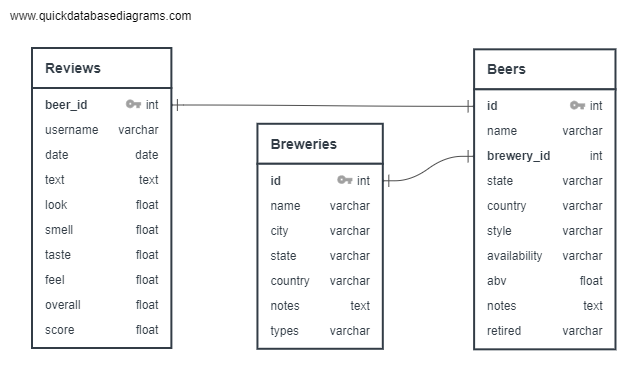 www.quickdatabasediagrams.com
Reviews
beer_id int
username varchar
date date
text text
look float
smell float
taste float
feel float
overall float
score float
Breweries
id int
name varchar
city varchar
state varchar
country varchar
notes text
types varchar
Beers
id int
name varchar
brewery_id int
state varchar
country varchar
style varchar
availability varchar
abv float
notes text
retired varchar